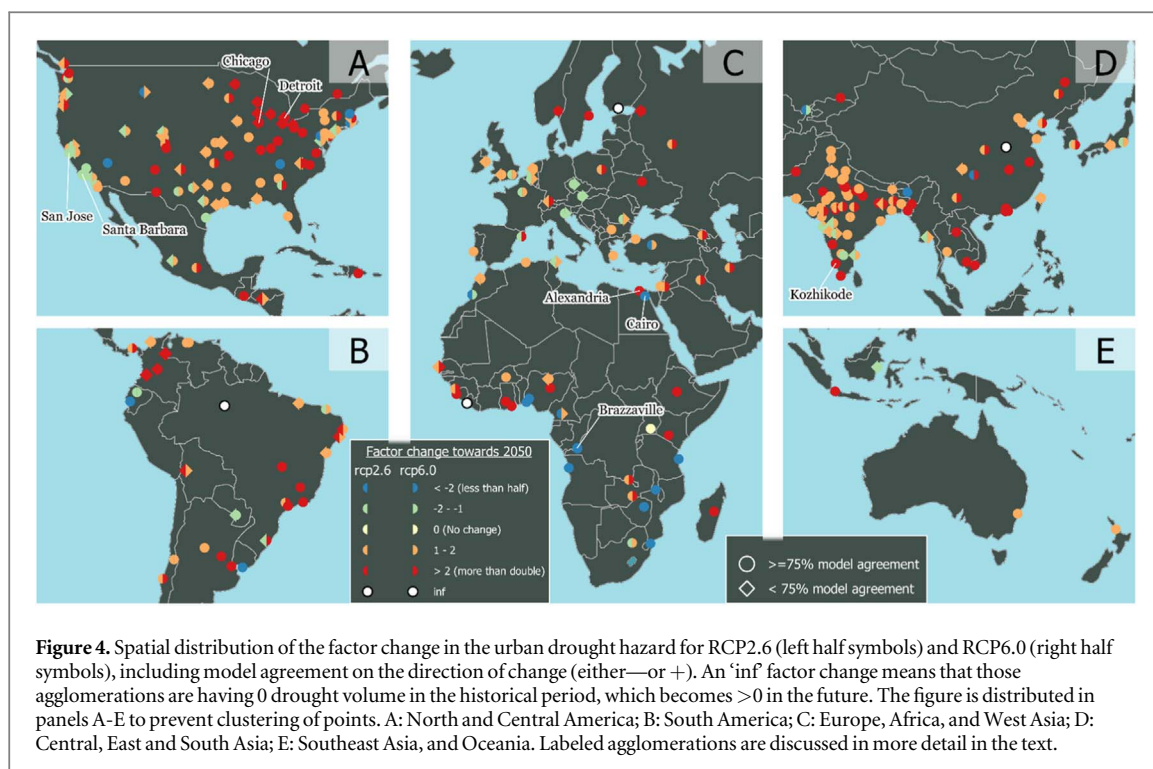 A
Chicago
Detroit
San Jose
Santa Barbara
B
C
Alexandria
Cairo
Brazzaville
D
Kozhikode
E
Factor change towards 2050
rcp2.6 rcp6.0
< -2 (less than half)
-2 - -1
0 (No change)
1 - 2
> 2 (more than double)
inf
>=75% model agreement
< 75% model agreement
Figure 4. Spatial distribution of the factor change in the urban drought hazard for RCP2.6 (left half symbols) and RCP6.0 (right half
symbols), including model agreement on the direction of change (either—or +). An ‘inf’ factor change means that those
agglomerations are having 0 drought volume in the historical period, which becomes >0 in the future. The figure is distributed in
panels A-E to prevent clustering of points. A: North and Central America; B: South America; C: Europe, Africa, and West Asia; D:
Central, East and South Asia; E: Southeast Asia, and Oceania. Labeled agglomerations are discussed in more detail in the text.